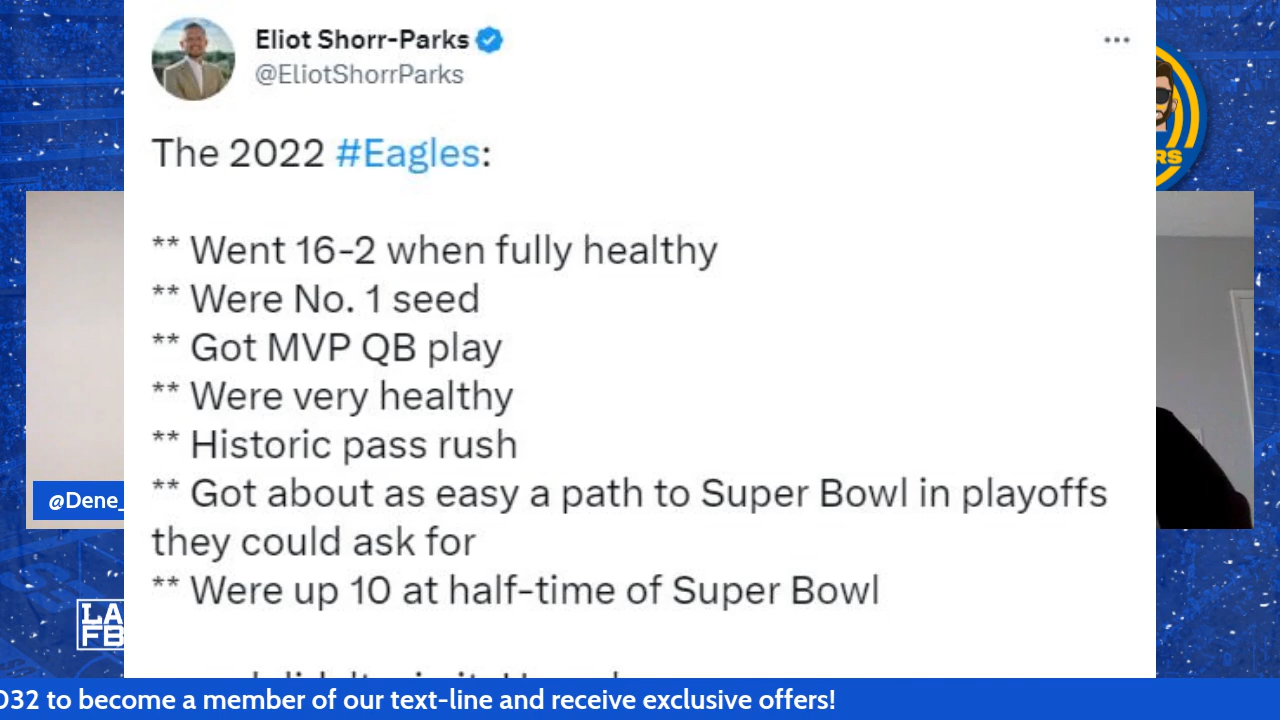 Eliot Shorr-Parks
@EliotShorrParks
The 2022 #Eagles:
** Went 16-2 when fully healthy
** Were No. 1 seed
** Got MVP QB play
** Were very healthy
** Historic pass rush
** Got about as easy a path to Super Bowl in playoffs
they could ask for
** Were up 10 at half-time of Super Bowl
RS
@Dene_
LA
FB
032 to become a member of our text-line and receive exclusive offers!